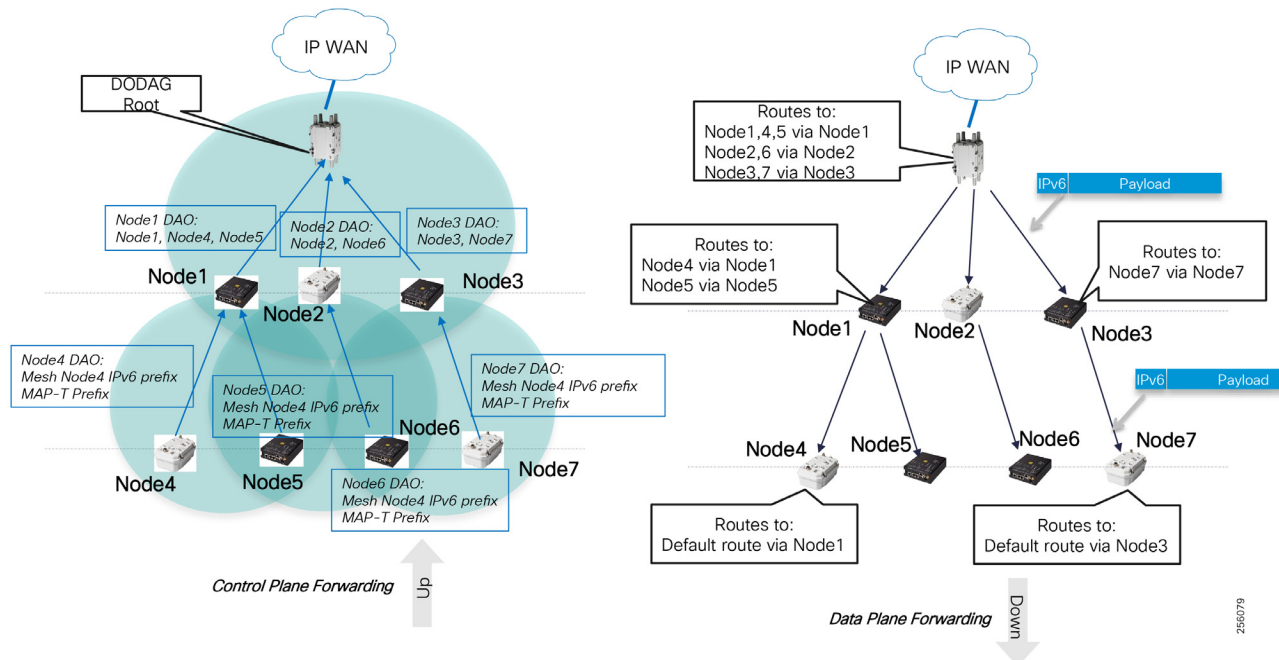 IP WAN
DODAG
Root
Node1 DAO:
Node1, Node4, Node5
Node2 DAO:
Node2, Node6
Node3 DAO:
Node3, Node7
Node1
Node2
Node3
Node4 DAO:
Mesh Node4 IPv6 prefix
MAP-T Prefix
Node5 DAO:
Mesh Node4 IPv6 prefix
MAP-T Prefix
Node7 DAO:
Mesh Node4 IPv6 prefix
MAP-T Prefix
Node4
Node5
Node6
Node7
Node6 DAO:
Mesh Node4 IPv6 prefix
MAP-T Prefix
Control Plane Forwarding
Up
IP WAN
Routes to:
Node1,4,5 via Node1
Node2,6 via Node2
Node3,7 via Node3
IPv6 Payload
Routes to:
Node4 via Node1
Node5 via Node5
Routes to:
Node7 via Node7
Node1
Node2
Node3
IPv6 Payload
Node4
Node5
Node6
Node7
Routes to:
Default route via Node1
Routes to:
Default route via Node3
Data Plane Forwarding
Down
256079